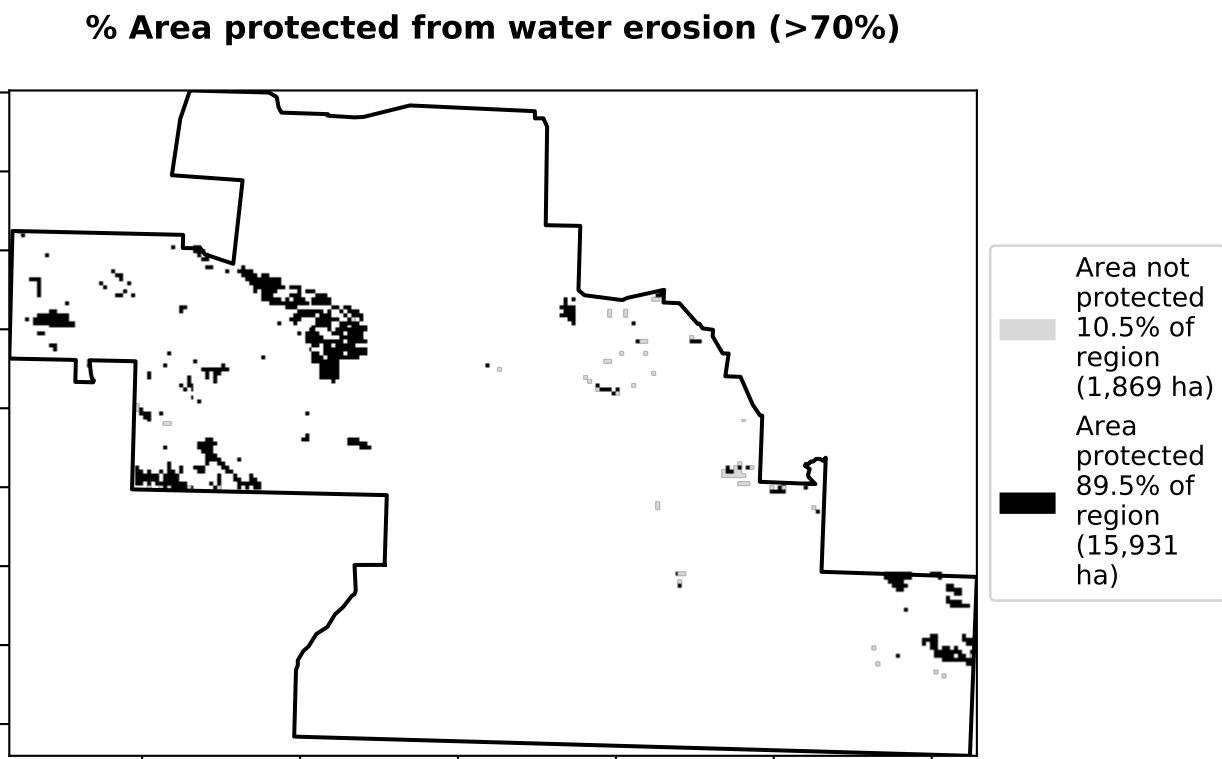 % Area protected from water erosion (>70%)
Area not
protected
10.5% of
region
(1,869 ha)
Area
protected
89.5% of
region
(15,931
ha)